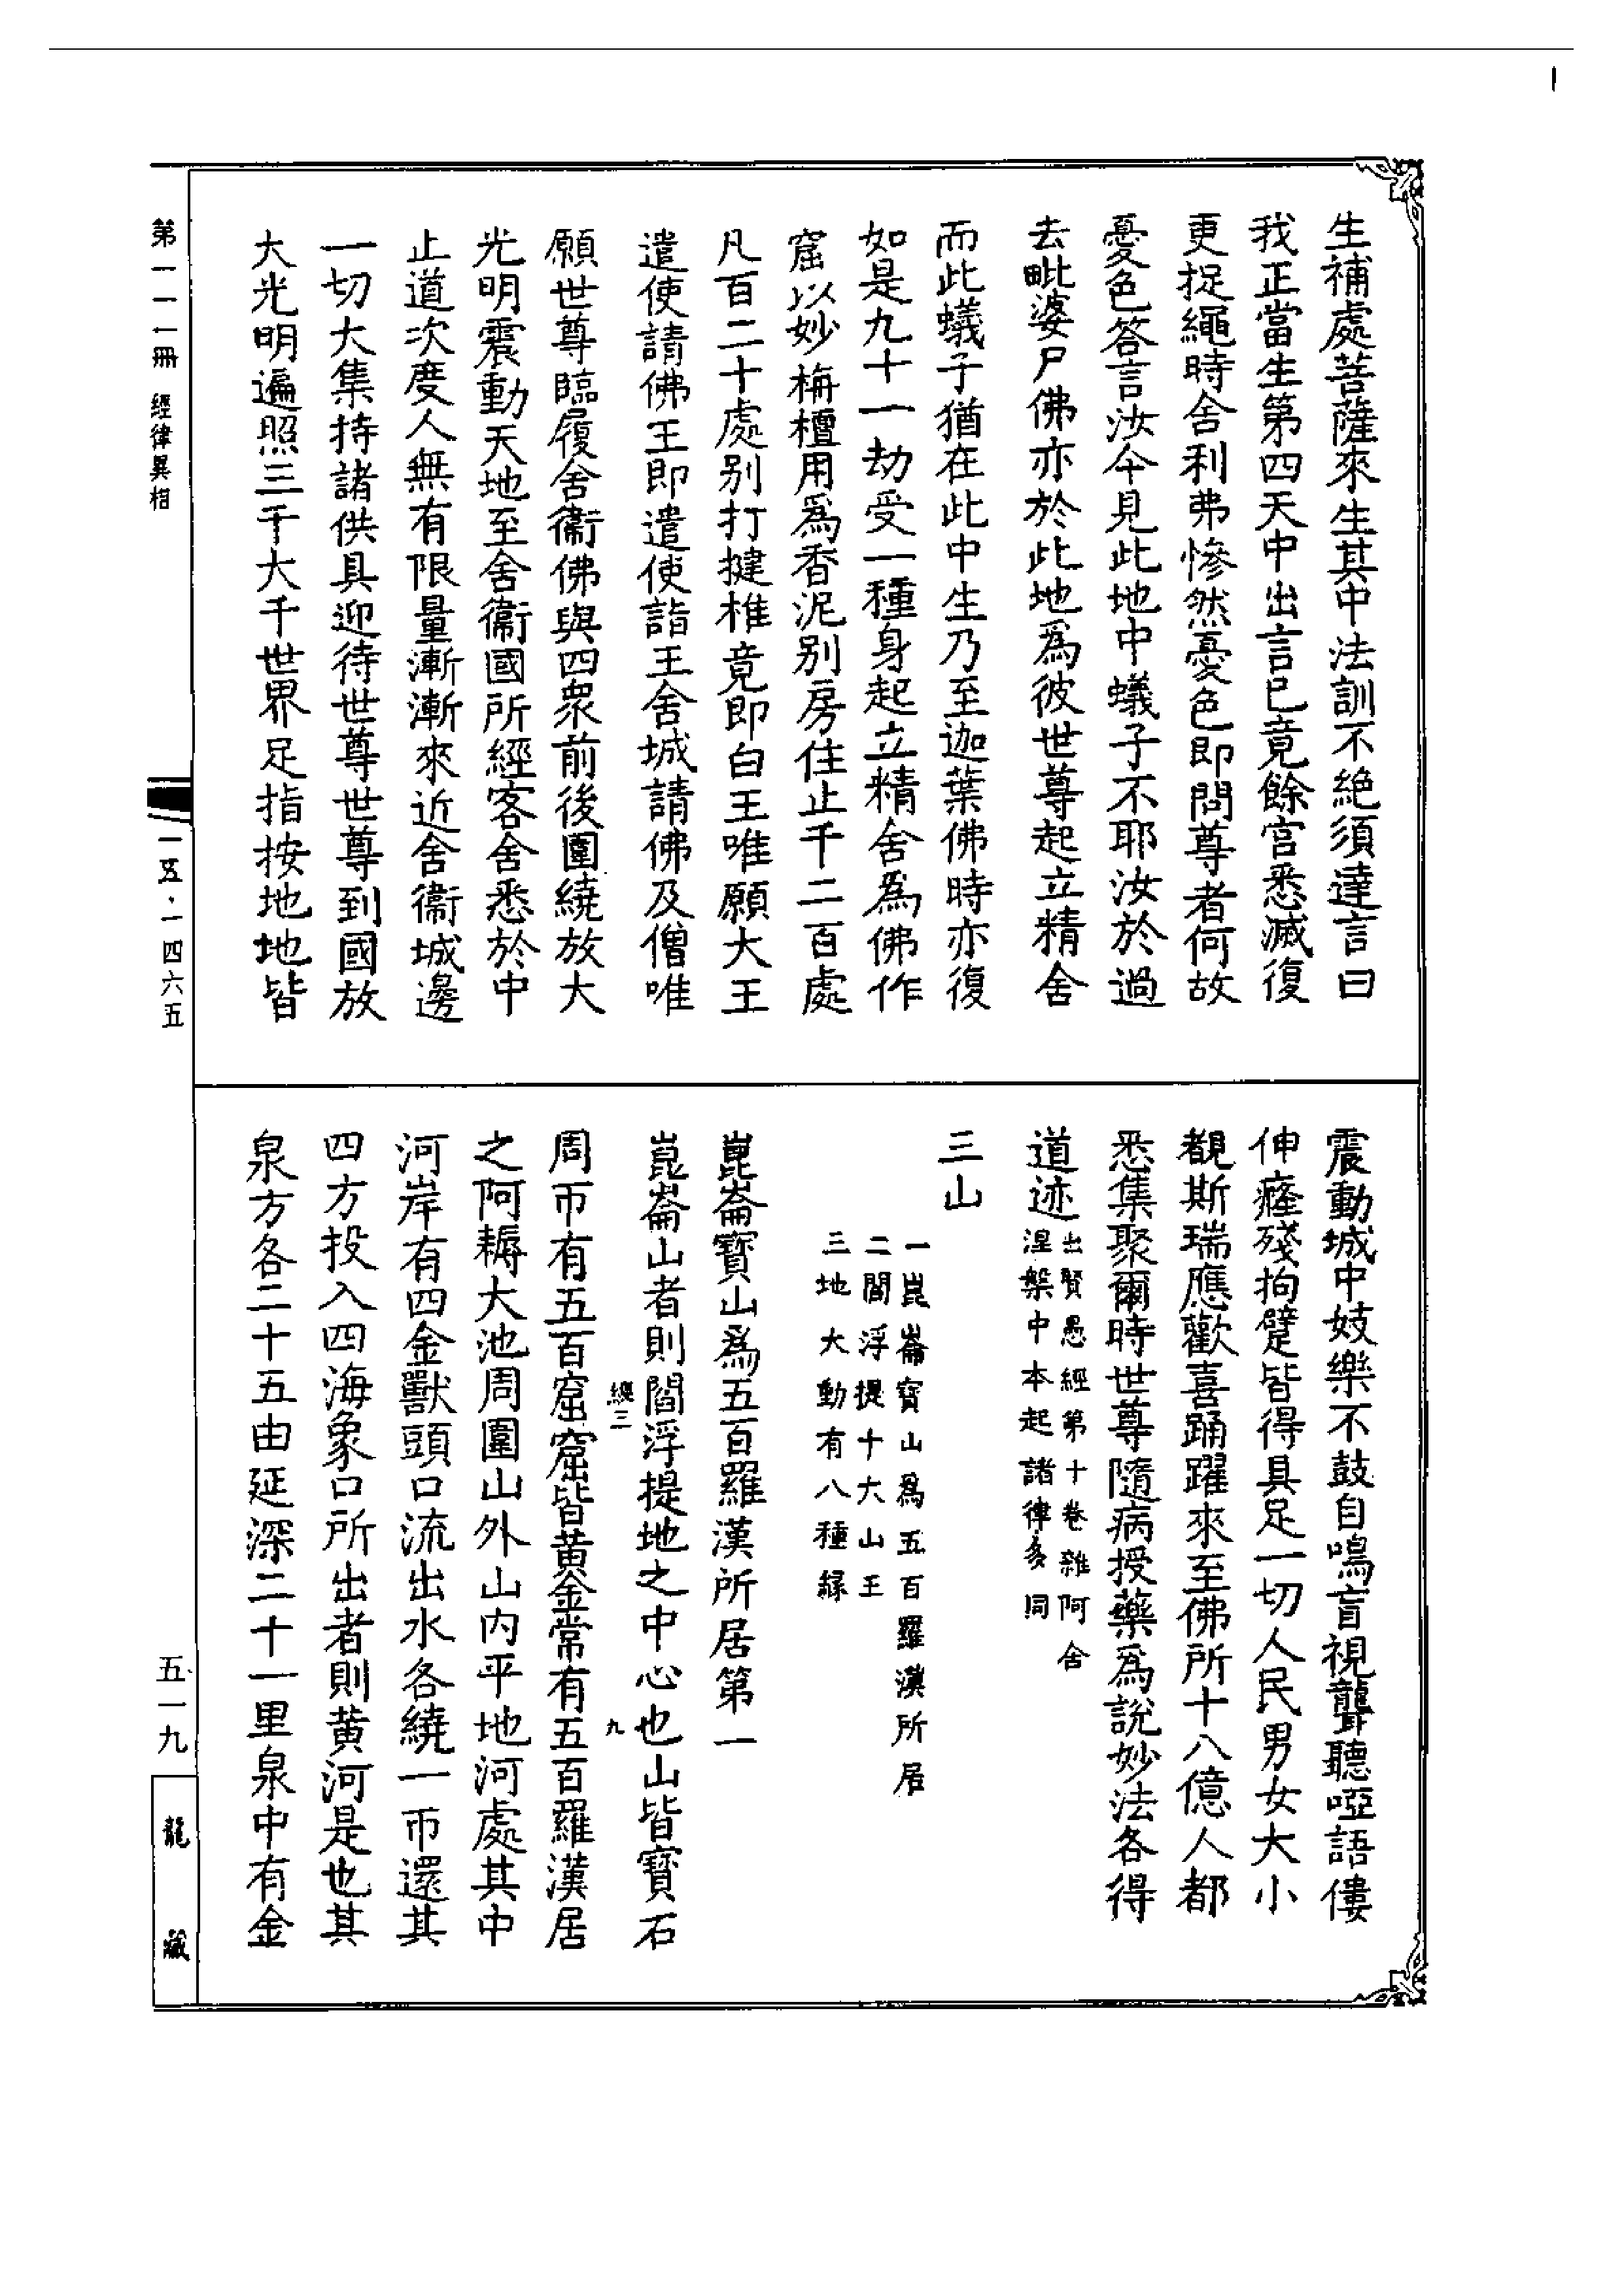 生補處菩薩來生其中法訓不絶須達言曰
我正當生第四天中出言已竟餘宮悉滅復
更捉繩時舍利弗慘然憂色即問尊者何故
憂色答言汝今見此地中蟻子不耶汝於過
去毗婆尸佛亦於此地爲彼世尊起立精舍
而此蟻子猶在此中生乃至迦葉佛時亦復
如是九十一劫受一種身起立精舍爲佛作
窟以妙栴檀用爲香泥别房住止千二百處
凡百二十處别打揵椎竟即白王唯願大王
遣使請佛王即遣使詣王舍城請佛及僧唯
願世尊臨履舍衞佛與四衆前後圍繞放大
光明震動天地至舍衞國所經客舍悉於中
止道次度人無有限量漸漸來近舍衞城邊
一切大集持諸供具迎待世尊世尊到國放
大光明遍照三千大千世界足指按地地皆
震動城中妓樂不鼓自鳴盲視聾聽啞語僂
伸癃殘拘躄皆得具足一切人民男女大小
覩斯瑞應歡喜踊躍來至佛所十八億人都
悉集聚爾時世尊隨病授藥爲說妙法各得
道迹出賢愚經第十卷雜阿含
涅槃中本起諸律多同
三山
一崑崙寶山爲五百羅漢所居
二閻浮提十大山王
三地大動有八種緣
崑崙寶山爲五百羅漢所居第一
崑崙山者則閻浮提地之中心也山皆寶石
經三 九
周帀有五百窟窟皆黄金常有五百羅漢居
之阿耨大池周圍山外山内平地河處其中
河岸有四金獸頭口流出水各繞一帀還其
四方投入四海象口所出者則黄河是也其
泉方各二十五由延深二十一里泉中有金
第一一一冊 經律異相
一五·一四六五
五一九
龍藏